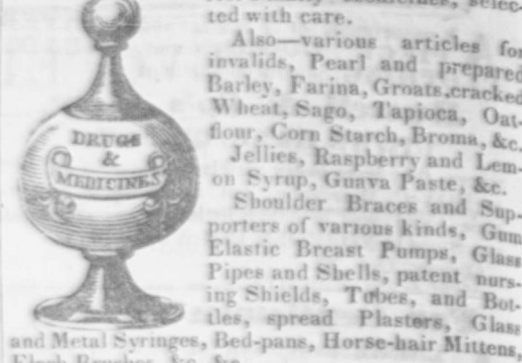 selec-
ted with care.
Also—various articles for
invalids, Pearl and prepared
Barley, Farina, Groats, cracked
Wheat, Sago, Tapioca, Oat-
flour, Corn Starch, Broma, &c.
Jellies, Raspberry and Lem-
on Syrup, Guava Paste, &c.
Shoulder Braces and Sup-
porters of various kinds, Gum
Elastic Breast Pumps, Glass
Pipes and Shells, patent nurs-
ing Shields, Tubes, and Bot-
tles, spread Plasters, Glass
and Metal Syringes, Bed-pans, Horse-hair Mittens
Flesh Brushes, &c. &c.
DRUGS
&
MEDICINES